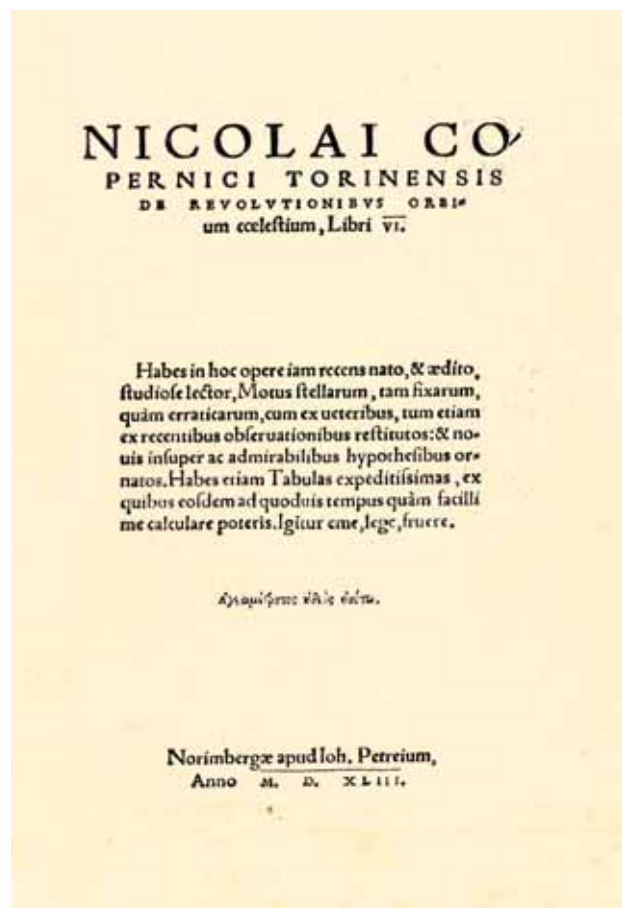 NICOLAI CO-
PERNICI TORINENSIS
DE REVOLVTIONIBVS ORBI-
um cœleſtium, Libri VI.
Habes in hoc opere iam recens nato, & ædito,
ſtudioſe lector, Motus ſtellarum, tam fixarum,
quàm erraticarum, cum ex ueteribus, tum etiam
ex recentibus obſeruationibus reſtitutos: & no-
uis inſuper ac admirabilibus hypotheſibus or-
natos. Habes etiam Tabulas expeditiſsimas, ex
quibus eoſdem ad quoduis tempus quàm facilli
me calculare poteris. Igitur eme, lege, fruere.
Norimbergæ apud Ioh. Petreium,
Anno M. D. XLIII.